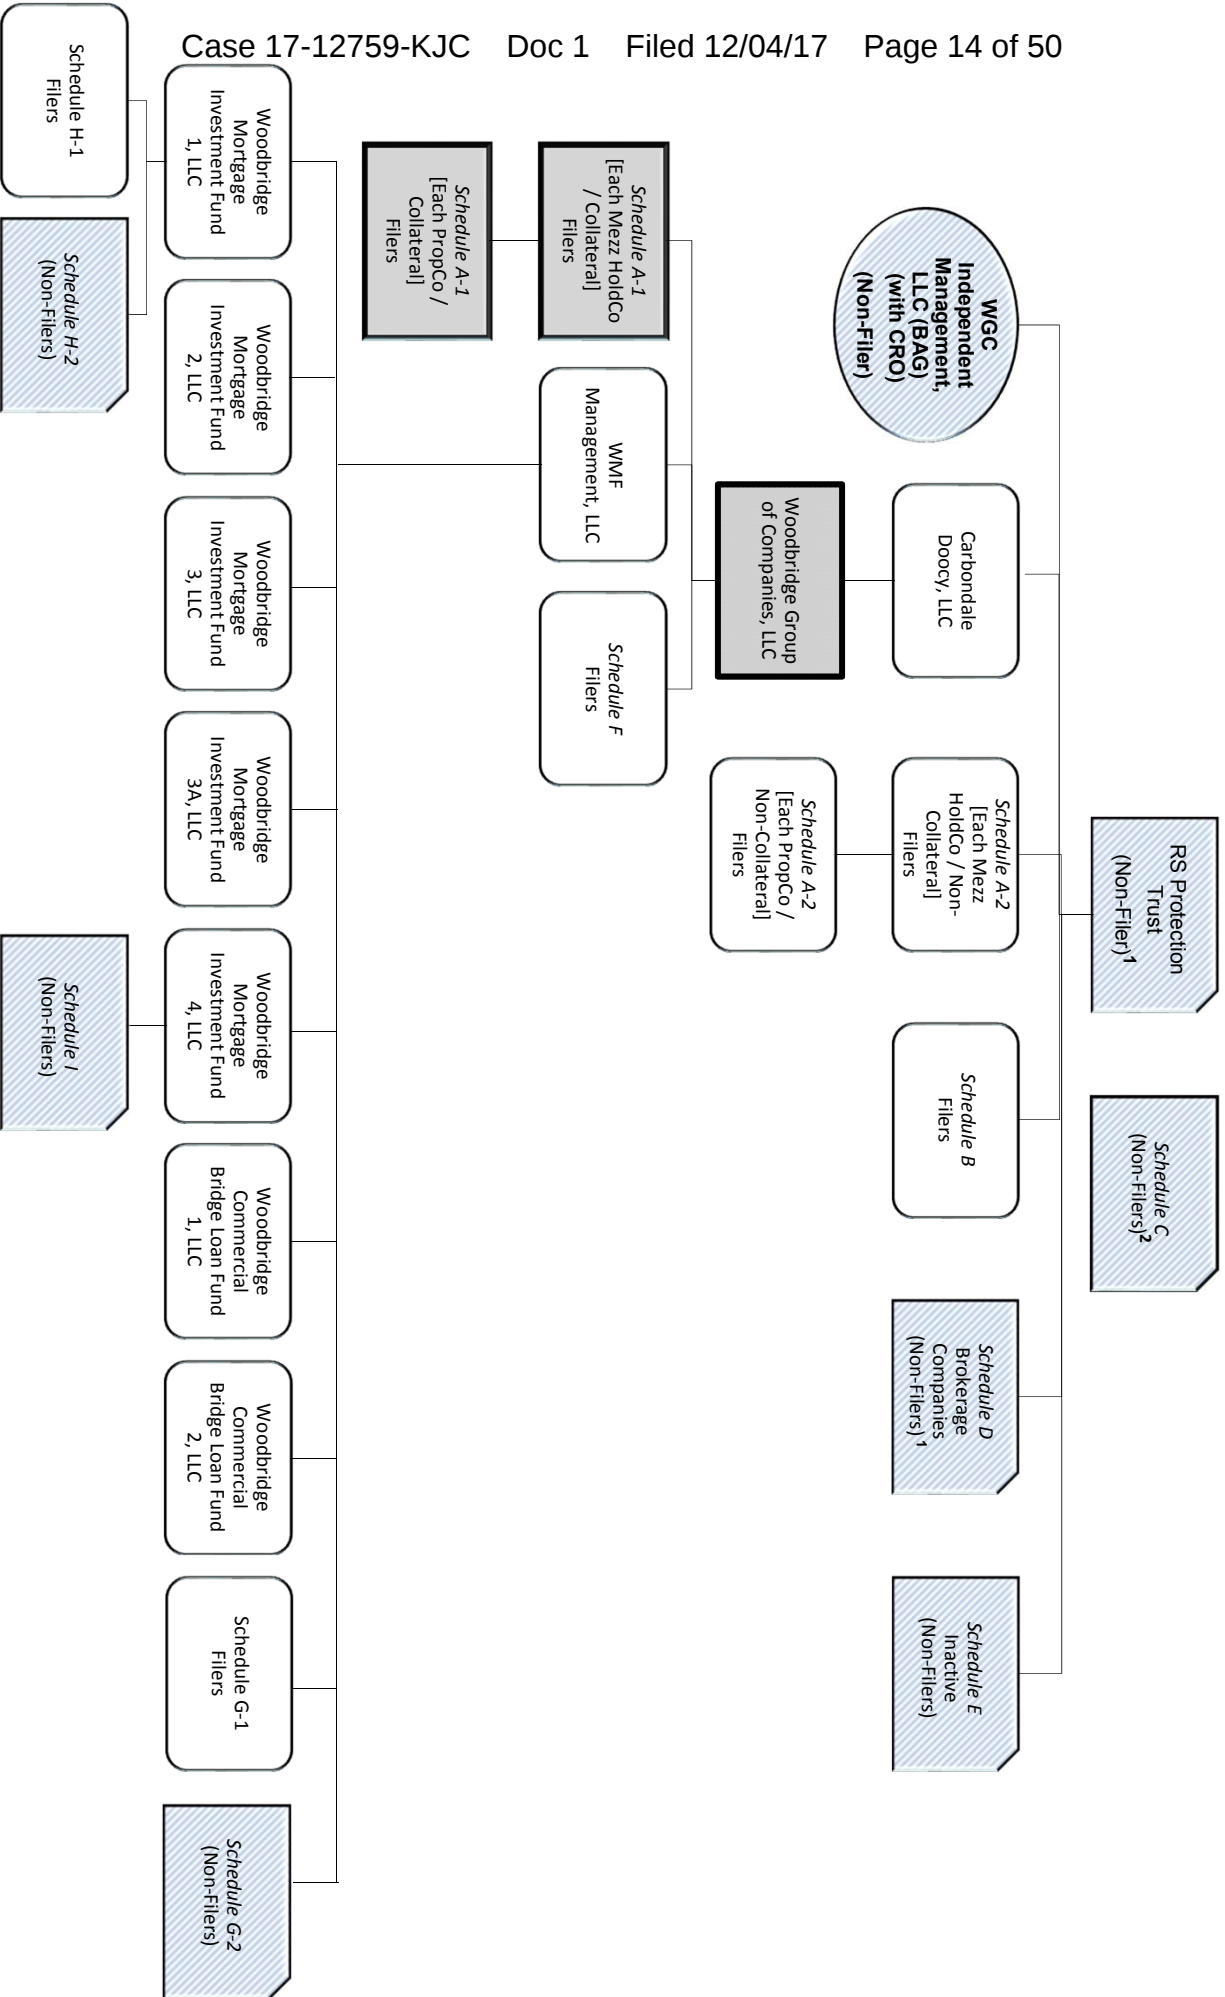 Case 17-12759-KJC Doc 1 Filed 12/04/17 Page 14 of 50
RS Protection
Trust
(Non-Filer)¹
Schedule C
(Non-Filers)²
WGC
Independent
Management,
LLC (BAG)
(with CRO)
(Non-Filer)
Carbondale
Doocy, LLC
Schedule A-2
[Each Mezz
HoldCo / Non-
Collateral]
Filers
Schedule B
Filers
Schedule D
Brokerage
Companies
(Non-Filers) ¹
Schedule E
Inactive
(Non-Filers)
Woodbridge Group
of Companies, LLC
Schedule A-2
[Each PropCo /
Non-Collateral]
Filers
Schedule A-1
[Each Mezz HoldCo
/ Collateral]
Filers
WMF
Management, LLC
Schedule F
Filers
Schedule A-1
[Each PropCo /
Collateral]
Filers
Woodbridge
Mortgage
Investment Fund
1, LLC
Woodbridge
Mortgage
Investment Fund
2, LLC
Woodbridge
Mortgage
Investment Fund
3, LLC
Woodbridge
Mortgage
Investment Fund
3A, LLC
Woodbridge
Mortgage
Investment Fund
4, LLC
Woodbridge
Commercial
Bridge Loan Fund
1, LLC
Woodbridge
Commercial
Bridge Loan Fund
2, LLC
Schedule G-1
Filers
Schedule G-2
(Non-Filers)
Schedule H-1
Filers
Schedule H-2
(Non-Filers)
Schedule I
(Non-Filers)